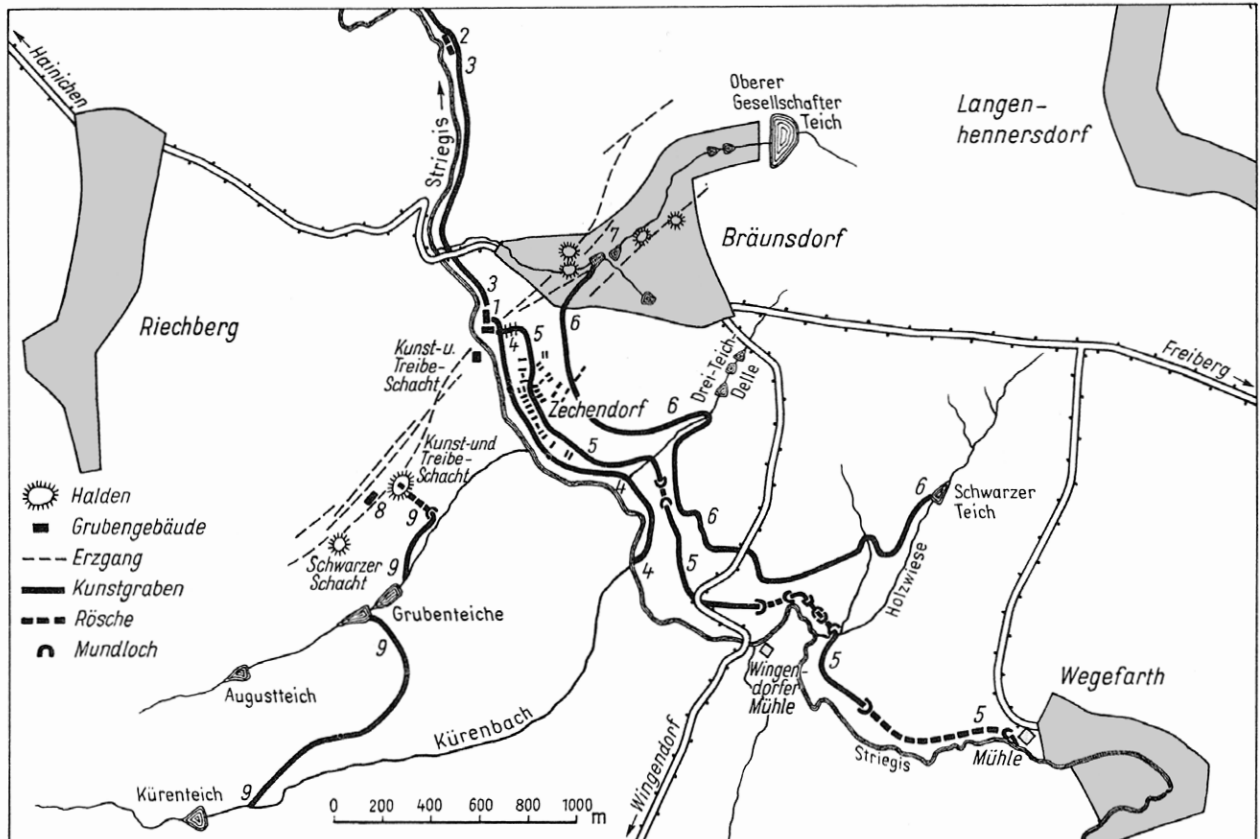 Hainichen
2
3
Striegis
Oberer
Gesellschafter
Teich
Langen-
hennersdorf
Bräunsdorf
7
Riechberg
3
1
4
5
6
Kunst-u.
Treibe-
Schacht
Zechendorf
Drei-Teich-
Delle
Freiberg
6
5
Kunst-und
Treibe-
Schacht
4
6
6
Schwarzer
Teich
8
9
Schwarzer
Schacht
9
4
5
Holzwiese
Halden
Grubengebäude
Erzgang
Kunstgraben
Rösche
Mundloch
Grubenteiche
9
Augustteich
Kürenbach
Wingen-
dorfer
Mühle
5
5
Wegefarth
Striegis
Mühle
Wingendorf
Kürenteich
9
0 200 400 600 800 1000
m